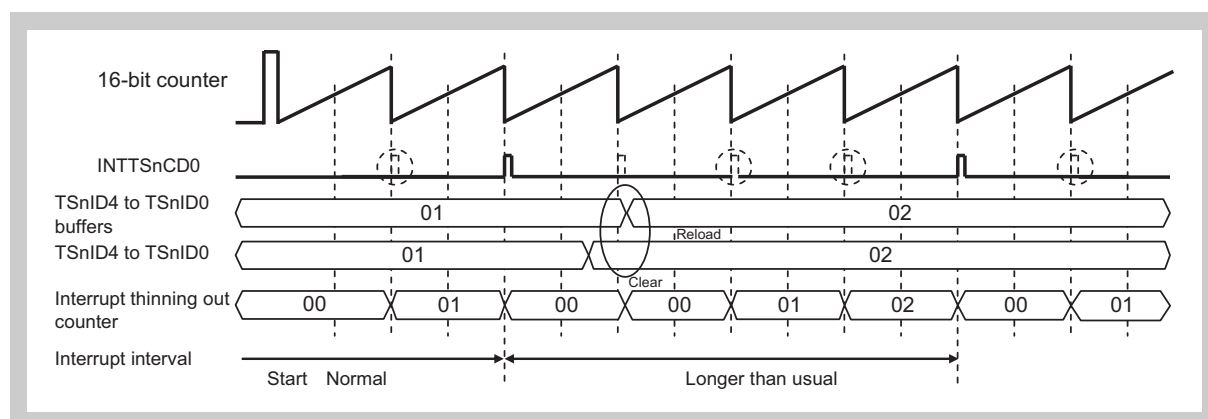 16-bit counter
INTTSnCD0
TSnID4 to TSnID0
buffers
01
02
Reload
TSnID4 to TSnID0
01
02
Clear
Interrupt thinning out
counter
00
01
00
00
01
02
00
01
Interrupt interval
Start Normal
Longer than usual